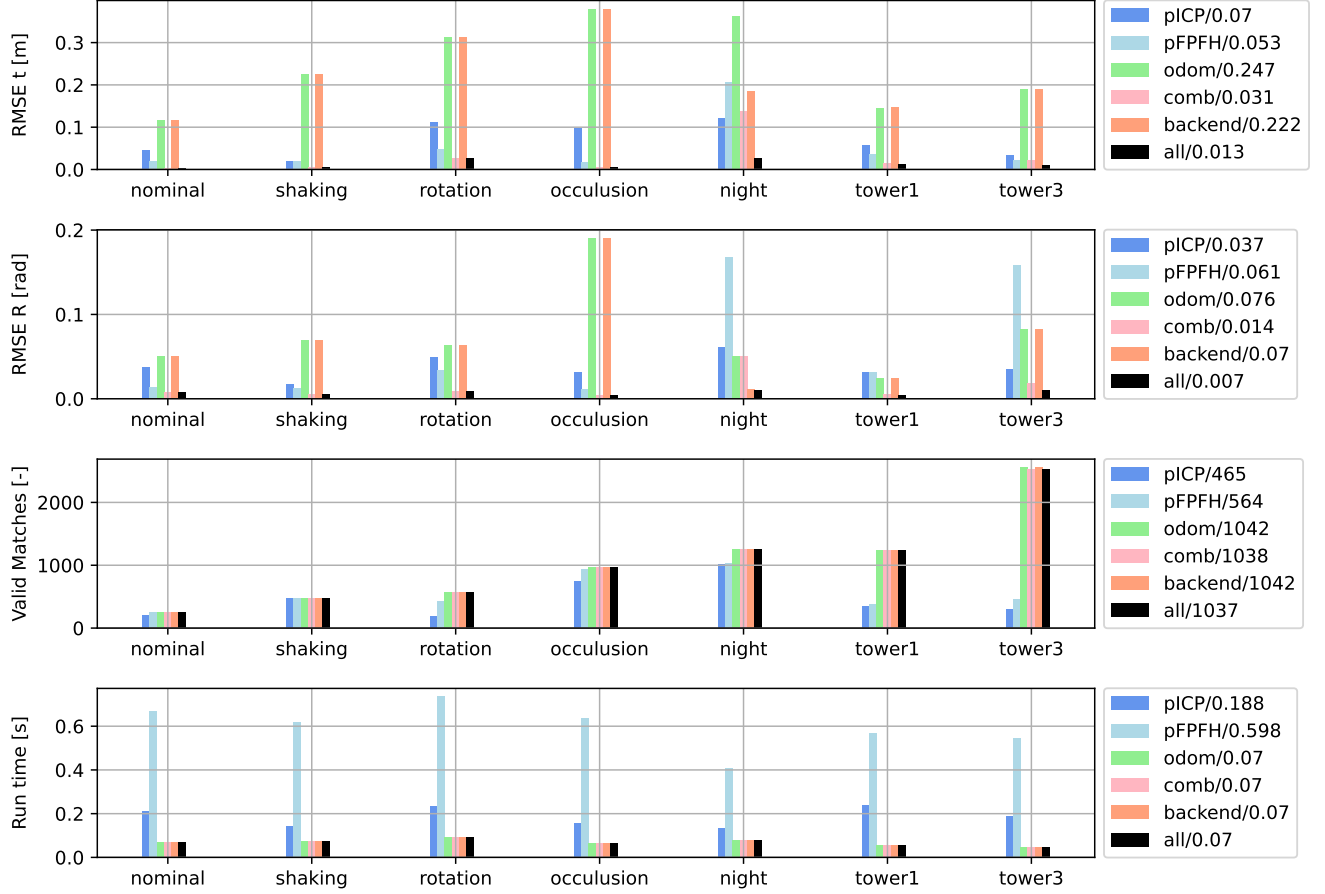 RMSE t [m]
0.3
0.2
0.1
0.0
nominal shaking rotation occulusion night tower1 tower3
pICP/0.07
pFPFH/0.053
odom/0.247
comb/0.031
backend/0.222
all/0.013
RMSE R [rad]
0.2
0.1
0.0
nominal shaking rotation occulusion night tower1 tower3
pICP/0.037
pFPFH/0.061
odom/0.076
comb/0.014
backend/0.07
all/0.007
Valid Matches [-]
2000
1000
0
nominal shaking rotation occulusion night tower1 tower3
pICP/465
pFPFH/564
odom/1042
comb/1038
backend/1042
all/1037
Run time [s]
0.6
0.4
0.2
0.0
nominal shaking rotation occulusion night tower1 tower3
pICP/0.188
pFPFH/0.598
odom/0.07
comb/0.07
backend/0.07
all/0.07